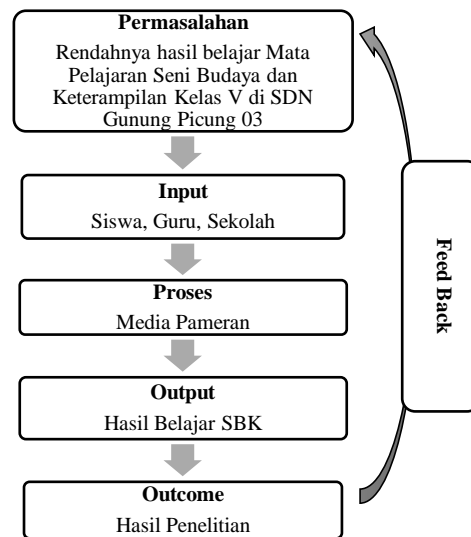 Permasalahan
Rendahnya hasil belajar Mata
Pelajaran Seni Budaya dan
Keterampilan Kelas V di SDN
Gunung Picung 03
Input
Siswa, Guru, Sekolah
Proses
Media Pameran
Output
Hasil Belajar SBK
Outcome
Hasil Penelitian
Feed Back